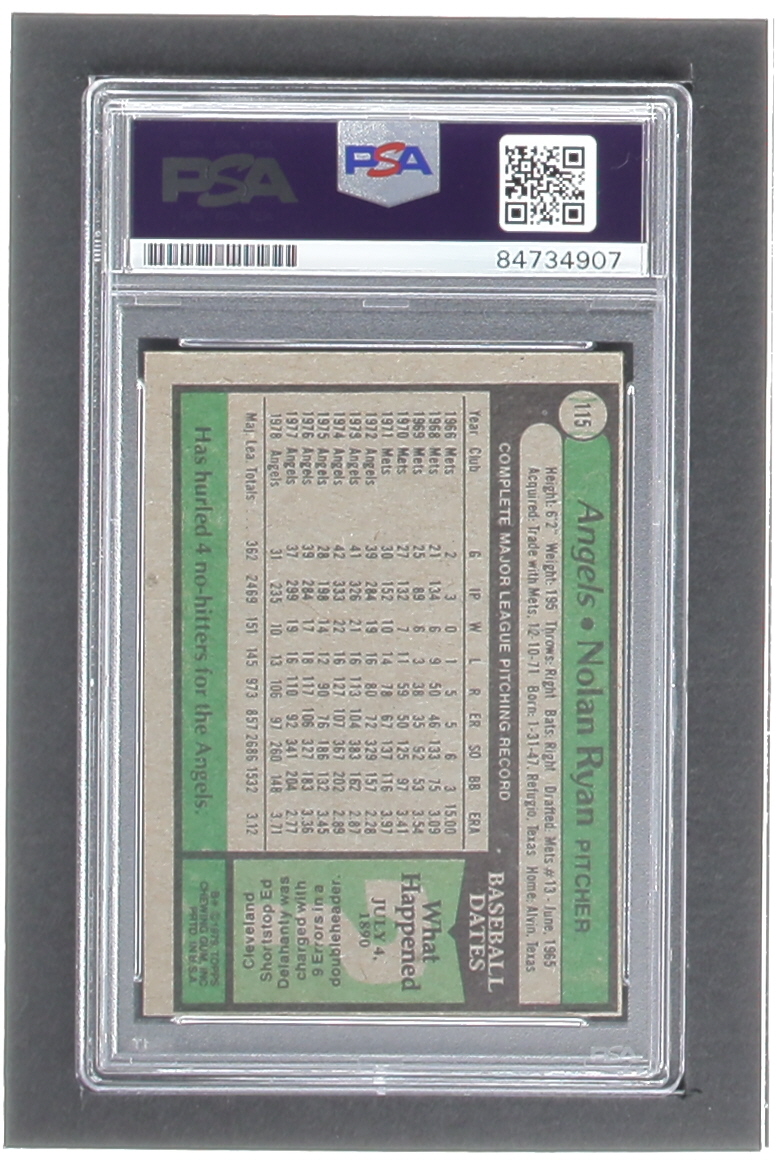 PSA
PSA
84734907
115
Angels • Nolan Ryan PITCHER
Height: 6'2" Weight: 195 Throws: Right Bats: Right Drafted: Mets #13 - June, 1965
Acquired: Trade with Mets, 12-10-71 Born: 1-31-47, Refugio, Texas Home: Alvin, Texas
COMPLETE MAJOR LEAGUE PITCHING RECORD
Year Club G IP W L R ER SO BB ERA
1966 Mets 2 3 0 1 5 5 6 3 15.00
1968 Mets 21 134 6 9 50 46 133 75 3.09
1969 Mets 25 89 6 3 38 35 92 53 3.54
1970 Mets 27 132 7 11 59 50 125 97 3.41
1971 Mets 30 152 10 14 78 67 137 116 3.97
1972 Angels 39 284 19 16 80 72 329 157 2.28
1973 Angels 41 326 21 16 113 104 383 162 2.87
1974 Angels 42 333 22 16 127 107 367 202 2.89
1975 Angels 28 198 14 12 90 76 186 132 3.45
1976 Angels 39 284 17 18 117 106 327 183 3.36
1977 Angels 37 299 19 16 110 92 341 204 2.77
1978 Angels 31 235 10 13 106 97 260 148 3.71
Maj. Lea. Totals 362 2469 151 145 973 857 2686 1532 3.12
Has hurled 4 no-hitters for the Angels.
BASEBALL
DATES
What
Happened
JULY 4,
1890
Cleveland
Shortstop Ed
Delahanty was
charged with
9 Errors in a
doubleheader.
B* © 1979, TOPPS
CHEWING GUM, INC.
PRTD. IN U.S.A.
PSA